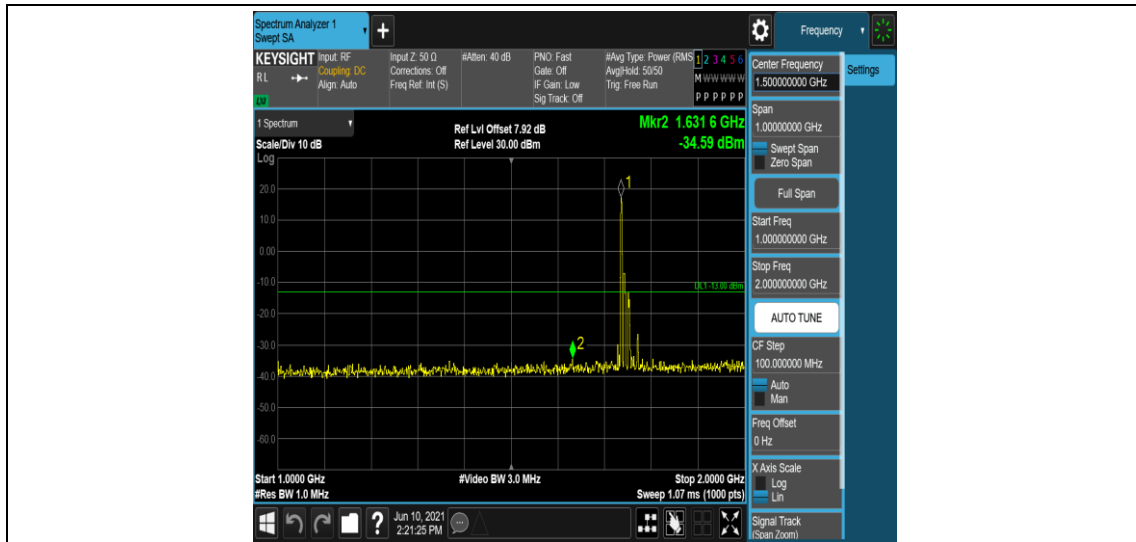 Spectrum Analyzer 1
Swept SA
+
Frequency
KEYSIGHT
RL
LXI
Input: RF
Coupling: DC
Align: Auto
Input Z: 50 Ω
Corrections: Off
Freq Ref: Int (S)
#Atten: 40 dB
PNO: Fast
Gate: Off
IF Gain: Low
Sig Track: Off
#Avg Type: Power (RMS
Avg|Hold: 50/50
Trig: Free Run
1 2 3 4 5 6
M W W W W W
P P P P P P
1 Spectrum
Scale/Div 10 dB
Ref Lvl Offset 7.92 dB
Ref Level 30.00 dBm
Mkr2 1.631 6 GHz
-34.59 dBm
Log
20.0
10.0
0.00
-10.0
-20.0
-30.0
-40.0
-50.0
-60.0
1
DL1 -13.00 dBm
2
Start 1.0000 GHz
#Res BW 1.0 MHz
#Video BW 3.0 MHz
Stop 2.0000 GHz
Sweep 1.07 ms (1000 pts)
?
Jun 10, 2021
2:21:25 PM
Settings
Center Frequency
1.500000000 GHz
Span
1.00000000 GHz
Swept Span
Zero Span
Full Span
Start Freq
1.000000000 GHz
Stop Freq
2.000000000 GHz
AUTO TUNE
CF Step
100.000000 MHz
Auto
Man
Freq Offset
0 Hz
X Axis Scale
Log
Lin
Signal Track
(Span Zoom)